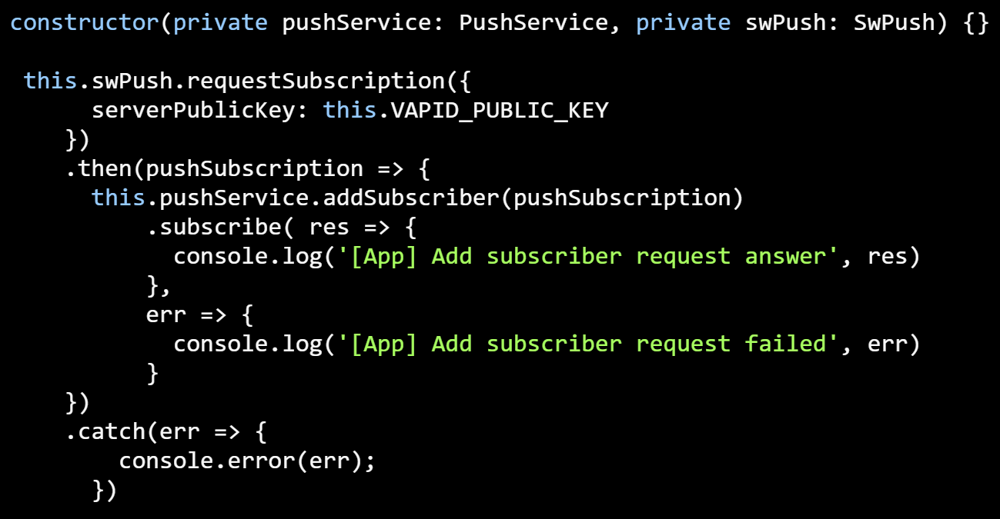 constructor(private pushService: PushService, private swPush: SwPush) {}
this.swPush.requestSubscription({
serverPublicKey: this.VAPID_PUBLIC_KEY
})
.then(pushSubscription => {
this.pushService.addSubscriber(pushSubscription)
.subscribe( res => {
console.log('[App] Add subscriber request answer', res)
},
err => {
console.log('[App] Add subscriber request failed', err)
}
})
.catch(err => {
console.error(err);
})